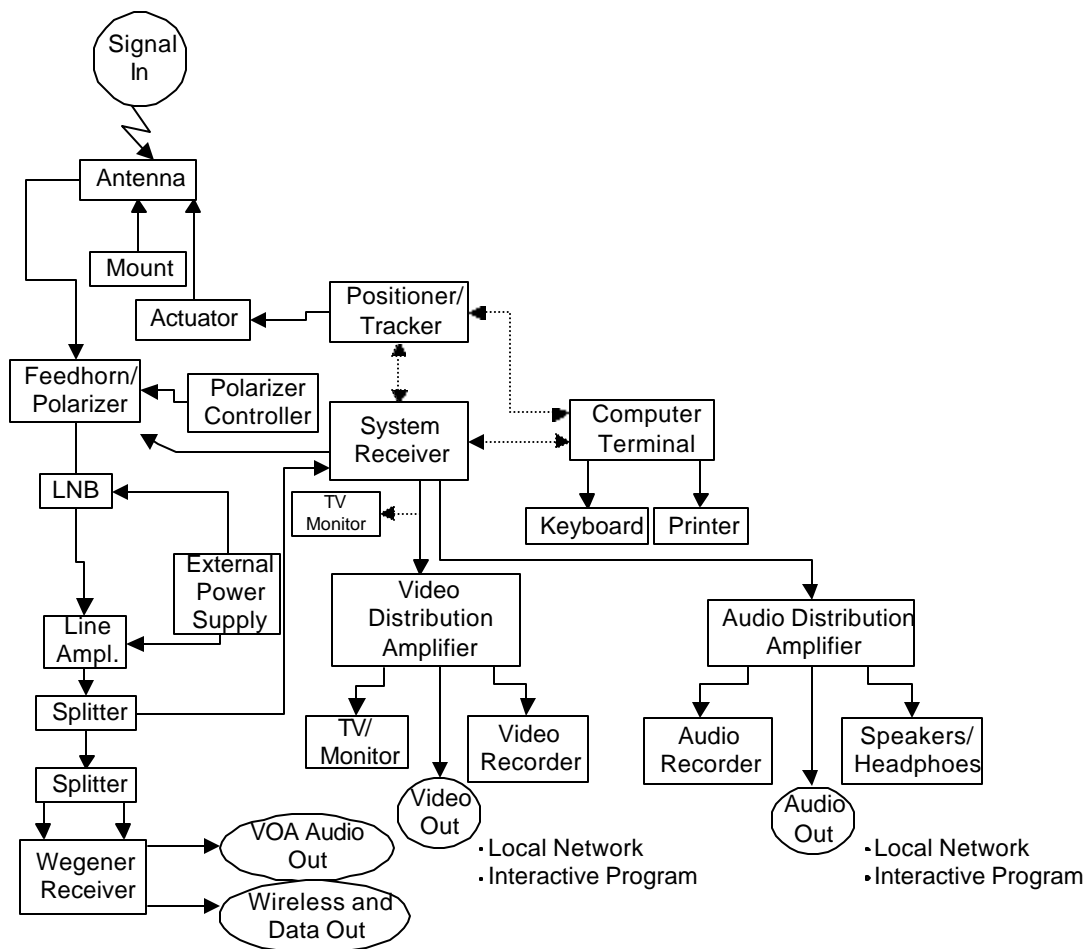 Signal
In
Antenna
Mount
Actuator
Positioner/
Tracker
Feedhorn/
Polarizer
Polarizer
Controller
System
Receiver
Computer
Terminal
LNB
TV
Monitor
Keyboard
Printer
External
Power
Supply
Line
Ampl.
Video
Distribution
Amplifier
Audio Distribution
Amplifier
Splitter
TV/
Monitor
Video
Recorder
Audio
Recorder
Speakers/
Headphoes
Splitter
Video
Out
Audio
Out
Wegener
Receiver
VOA Audio
Out
Wireless and
Data Out
· Local Network
· Interactive Program
· Local Network
· Interactive Program